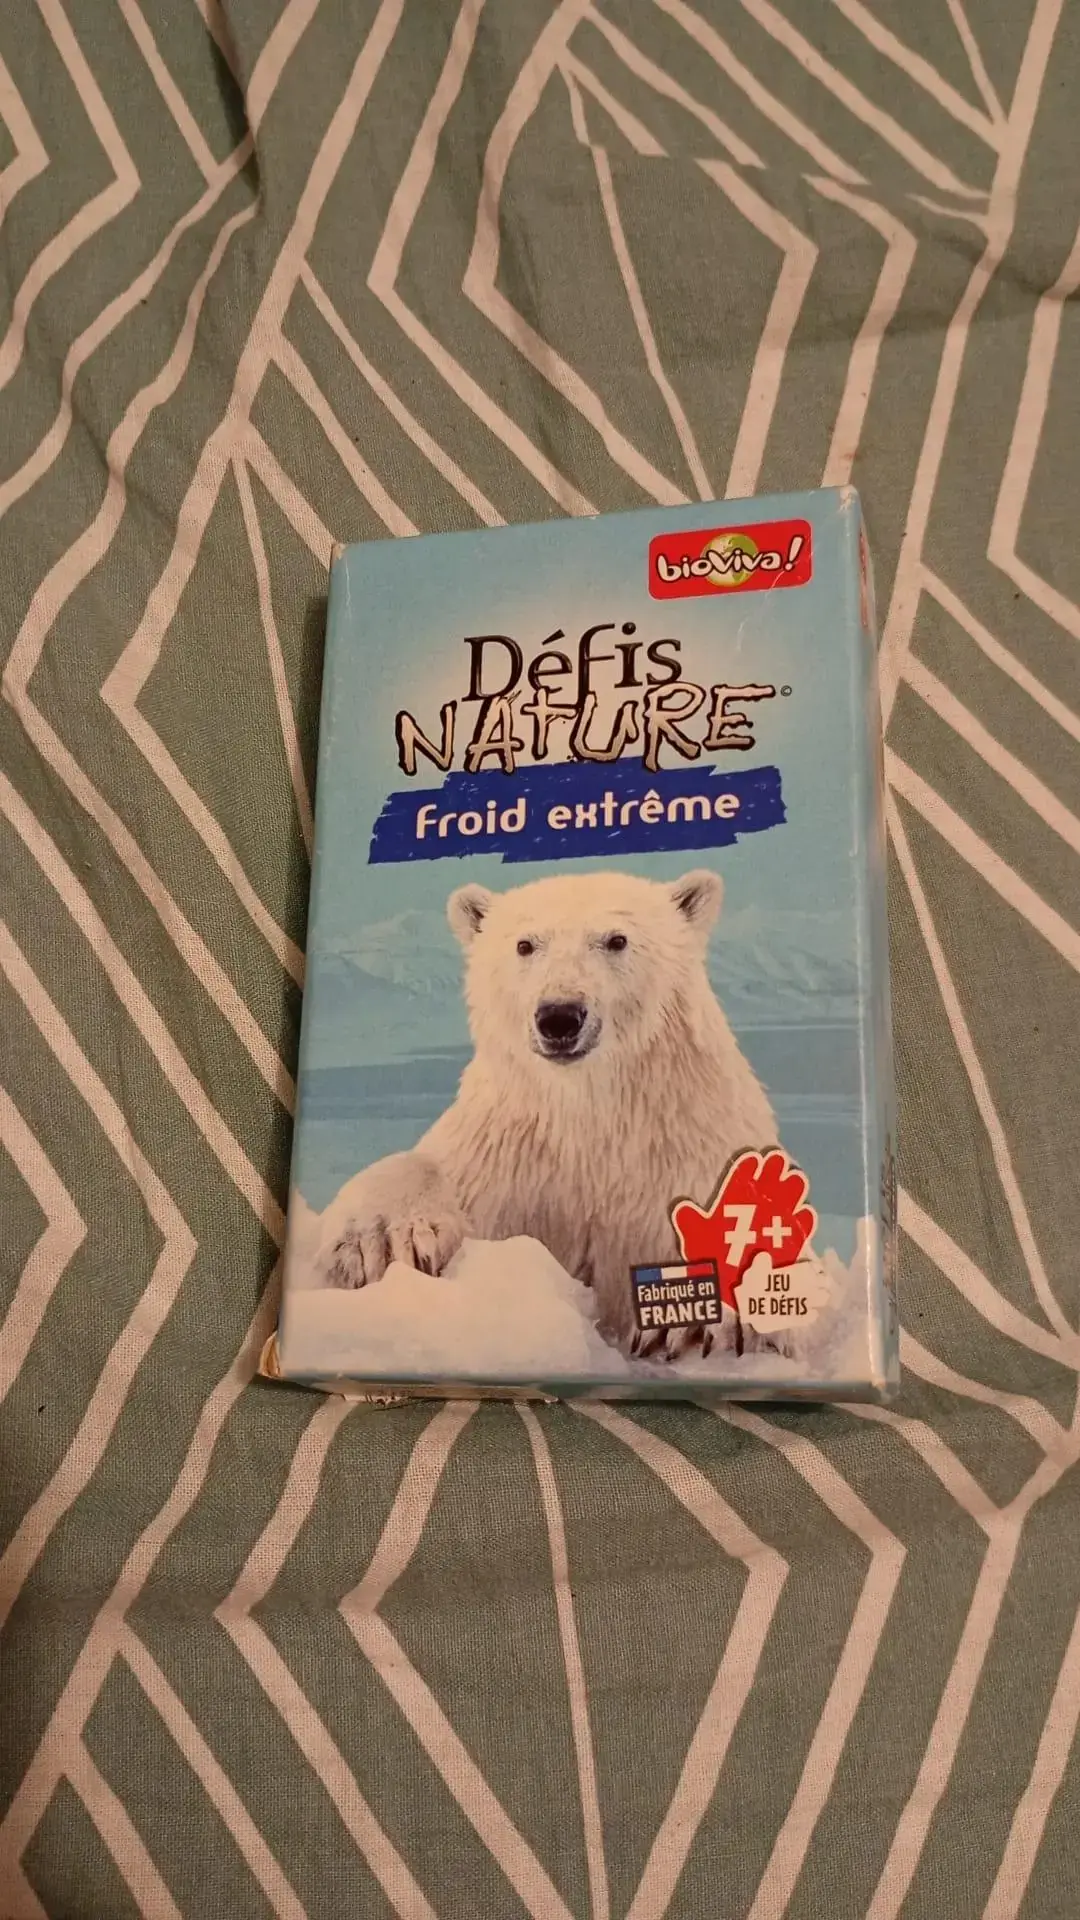 bioviva!
Défis
NATURE©
Froid extrême
7+
Fabriqué en
FRANCE
JEU
DE DÉFIS